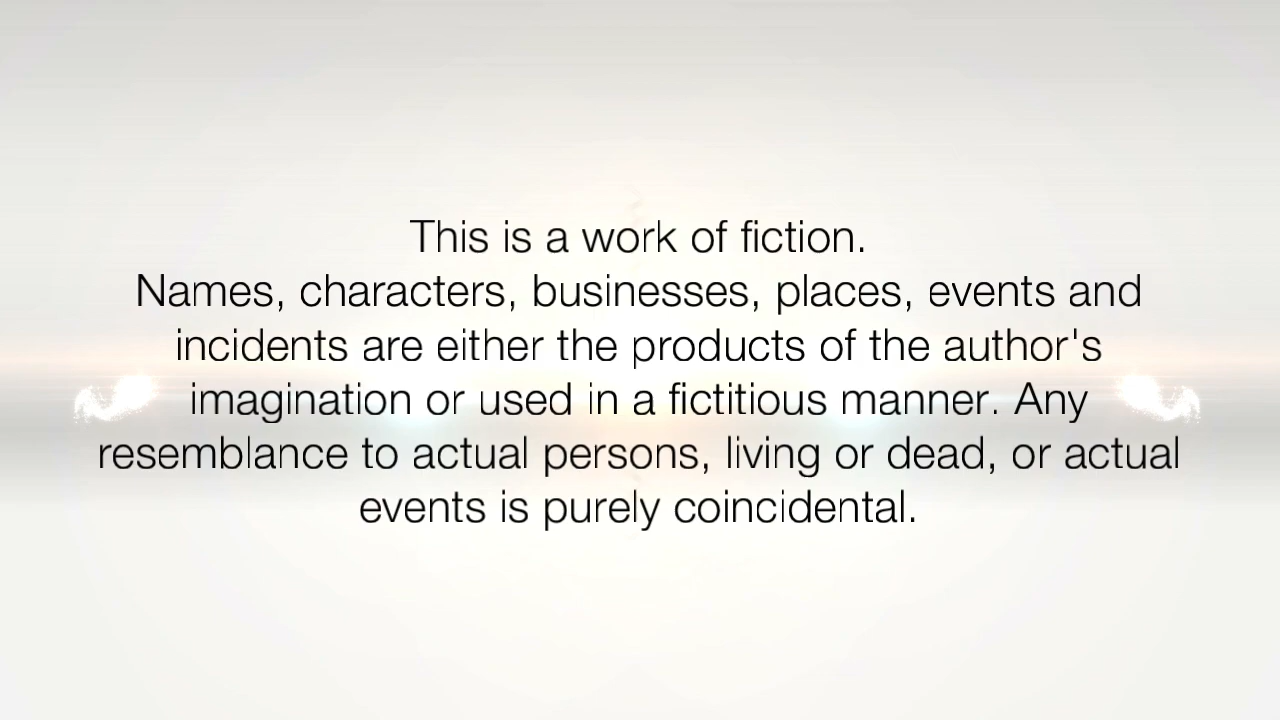 This is a work of fiction.
Names, characters, businesses, places, events and
incidents are either the products of the author's
imagination or used in a fictitious manner. Any
resemblance to actual persons, living or dead, or actual
events is purely coincidental.